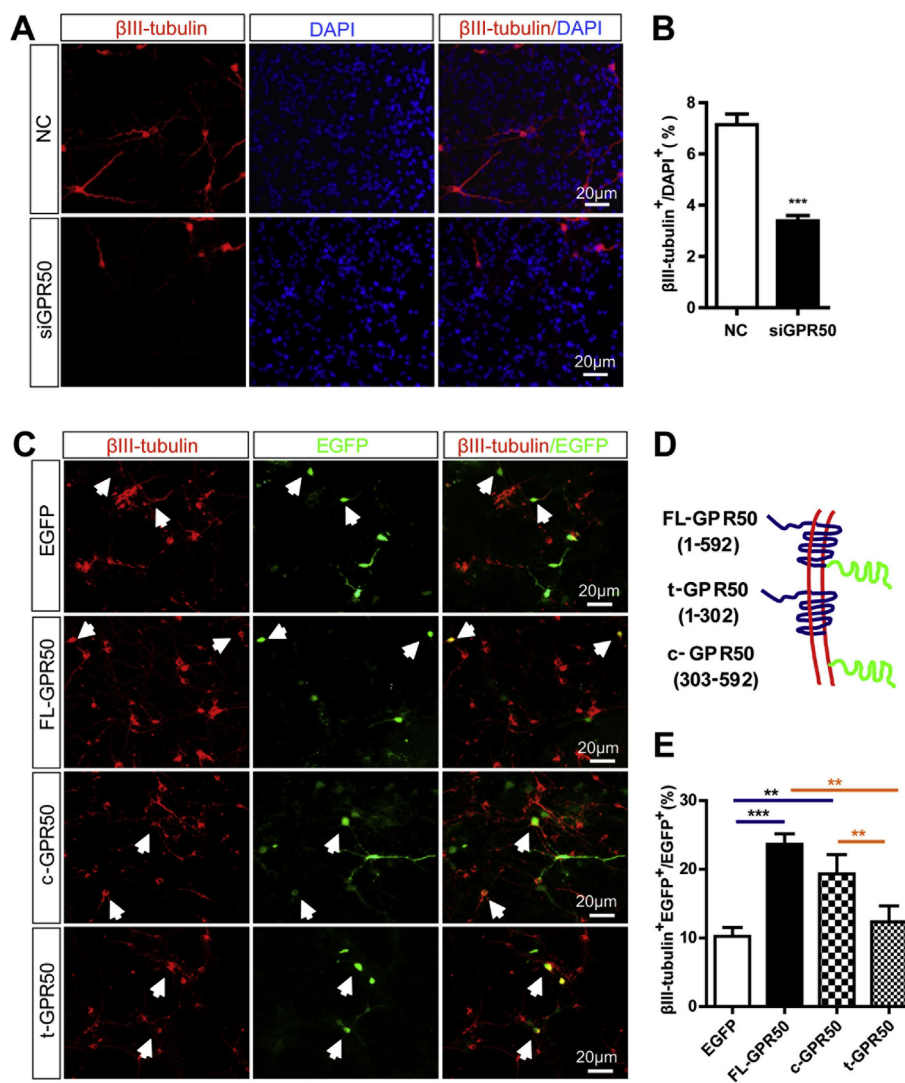 A
βIII-tubulin
DAPI
βIII-tubulin/DAPI
NC
20μm
siGPR50
20μm
B
βIII-tubulin⁺/DAPI⁺ (%)
8
6
4
2
0
***
NC
siGPR50
C
βIII-tubulin
EGFP
βIII-tubulin/EGFP
EGFP
20μm
FL-GPR50
20μm
c-GPR50
20μm
t-GPR50
20μm
D
FL-GPR50
(1-592)
t-GPR50
(1-302)
c- GPR50
(303-592)
E
βIII-tubulin⁺EGFP⁺/EGFP⁺(%)
30
20
10
0
**
**
***
**
EGFP
FL-GPR50
c-GPR50
t-GPR50